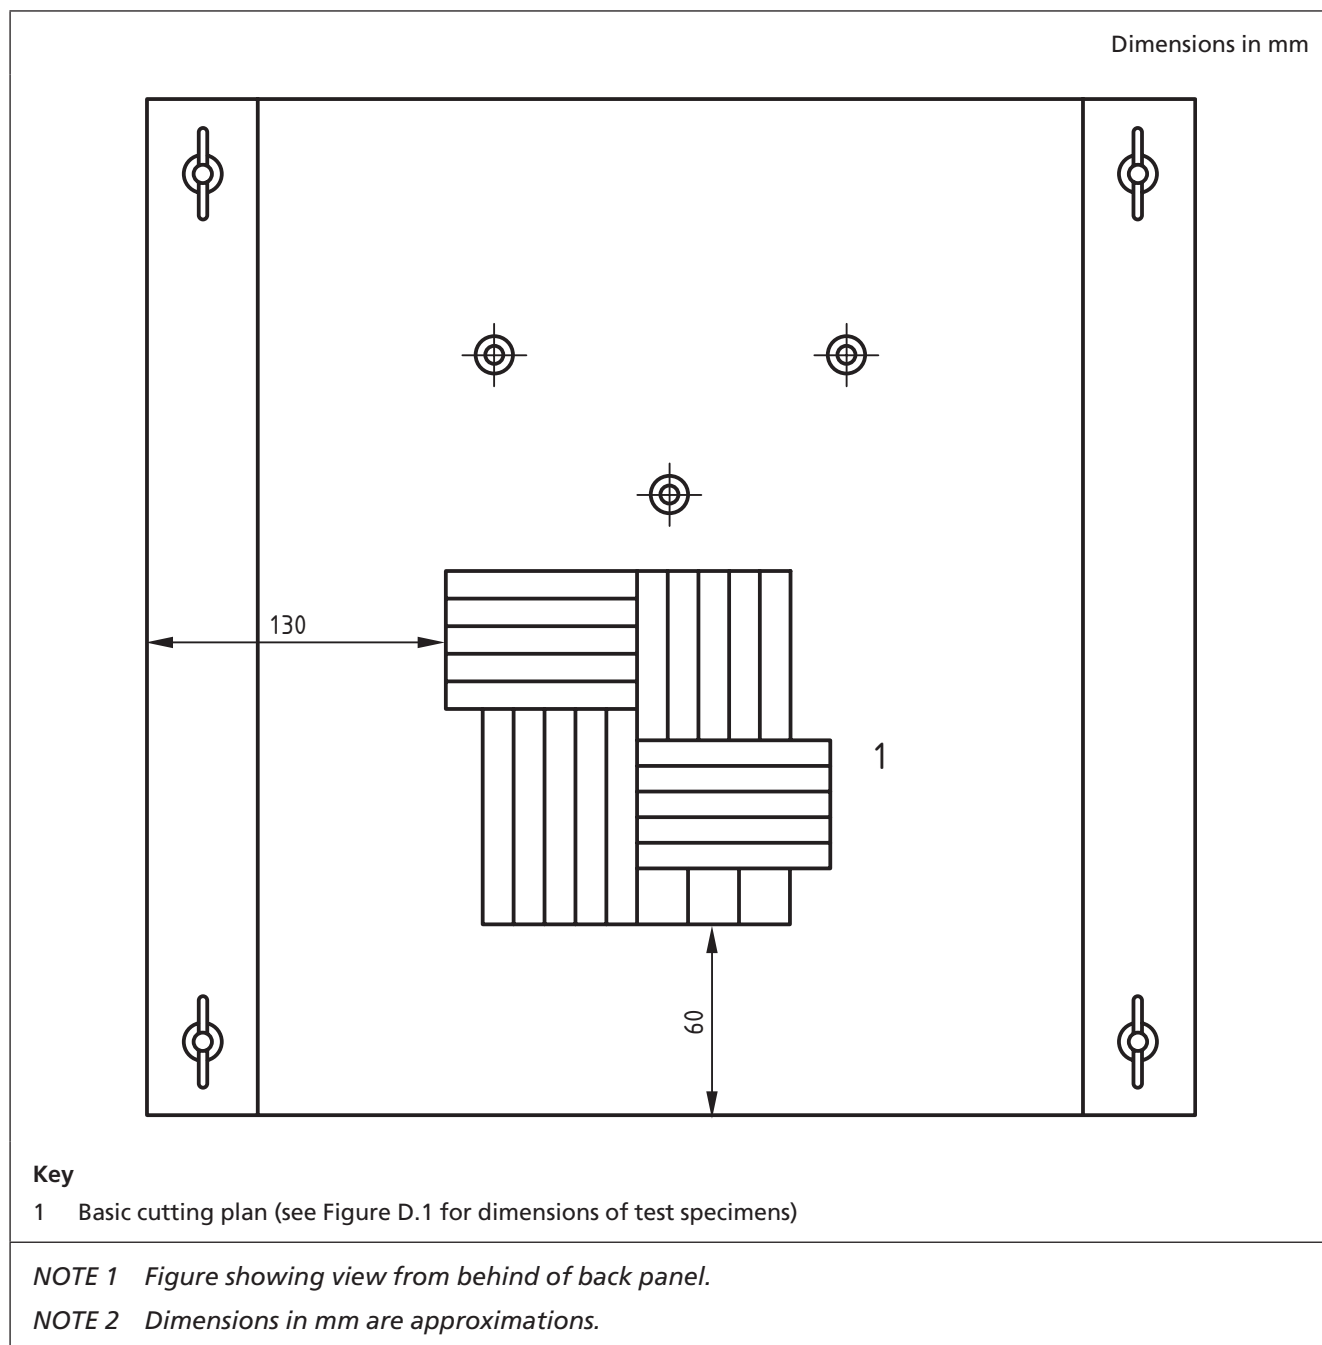 Dimensions in mm
130
1
60
Key
1 Basic cutting plan (see Figure D.1 for dimensions of test specimens)
NOTE 1 Figure showing view from behind of back panel.
NOTE 2 Dimensions in mm are approximations.